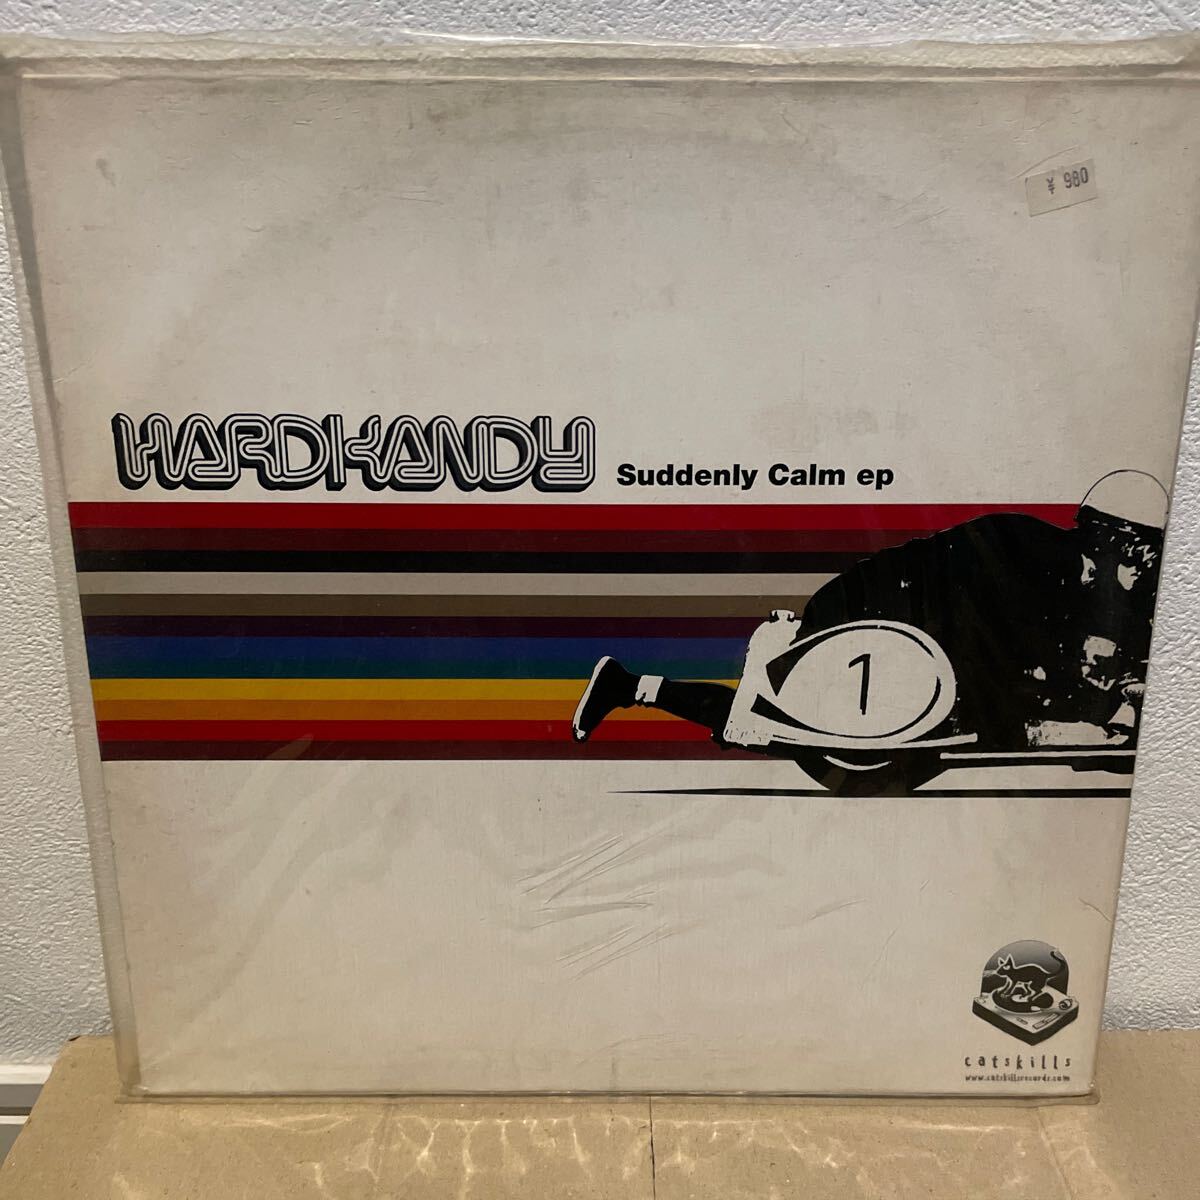 ¥ 980
HARDKANDY
Suddenly Calm ep
1
catskills
www.catskillsrecords.com